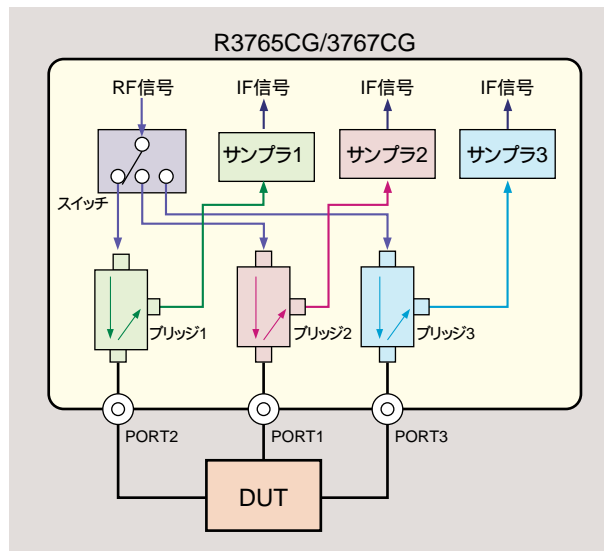 R3765CG/3767CG
RF信号
IF信号
IF信号
IF信号
サンプラ1
サンプラ2
サンプラ3
スイッチ
ブリッジ1
ブリッジ2
ブリッジ3
PORT2
PORT1
PORT3
DUT